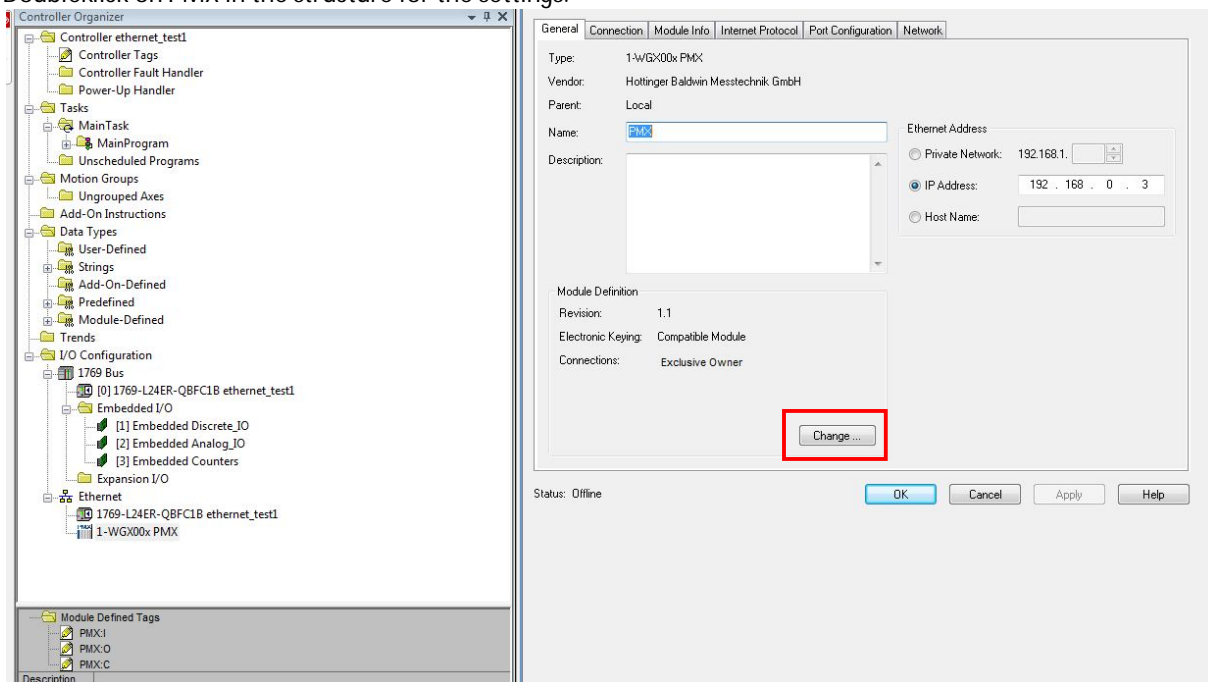 Doubleklick on PMX in the structure for the settings.
Controller Organizer
Controller ethernet_test1
Controller Tags
Controller Fault Handler
Power-Up Handler
Tasks
MainTask
MainProgram
Unscheduled Programs
Motion Groups
Ungrouped Axes
Add-On Instructions
Data Types
User-Defined
Strings
Add-On-Defined
Predefined
Module-Defined
Trends
I/O Configuration
1769 Bus
[0] 1769-L24ER-QBFC1B ethernet_test1
Embedded I/O
[1] Embedded Discrete_IO
[2] Embedded Analog_IO
[3] Embedded Counters
Expansion I/O
Ethernet
1769-L24ER-QBFC1B ethernet_test1
1-WGX00x PMX
Module Defined Tags
PMX:I
PMX:O
PMX:C
Description
General Connection Module Info Internet Protocol Port Configuration Network
Type: 1-WGX00x PMX
Vendor: Hottinger Baldwin Messtechnik GmbH
Parent: Local
Name: PMX
Description:
Ethernet Address
Private Network: 192.168.1.
IP Address: 192 . 168 . 0 . 3
Host Name:
Module Definition
Revision: 1.1
Electronic Keying: Compatible Module
Connections: Exclusive Owner
Change ...
Status: Offline
OK Cancel Apply Help